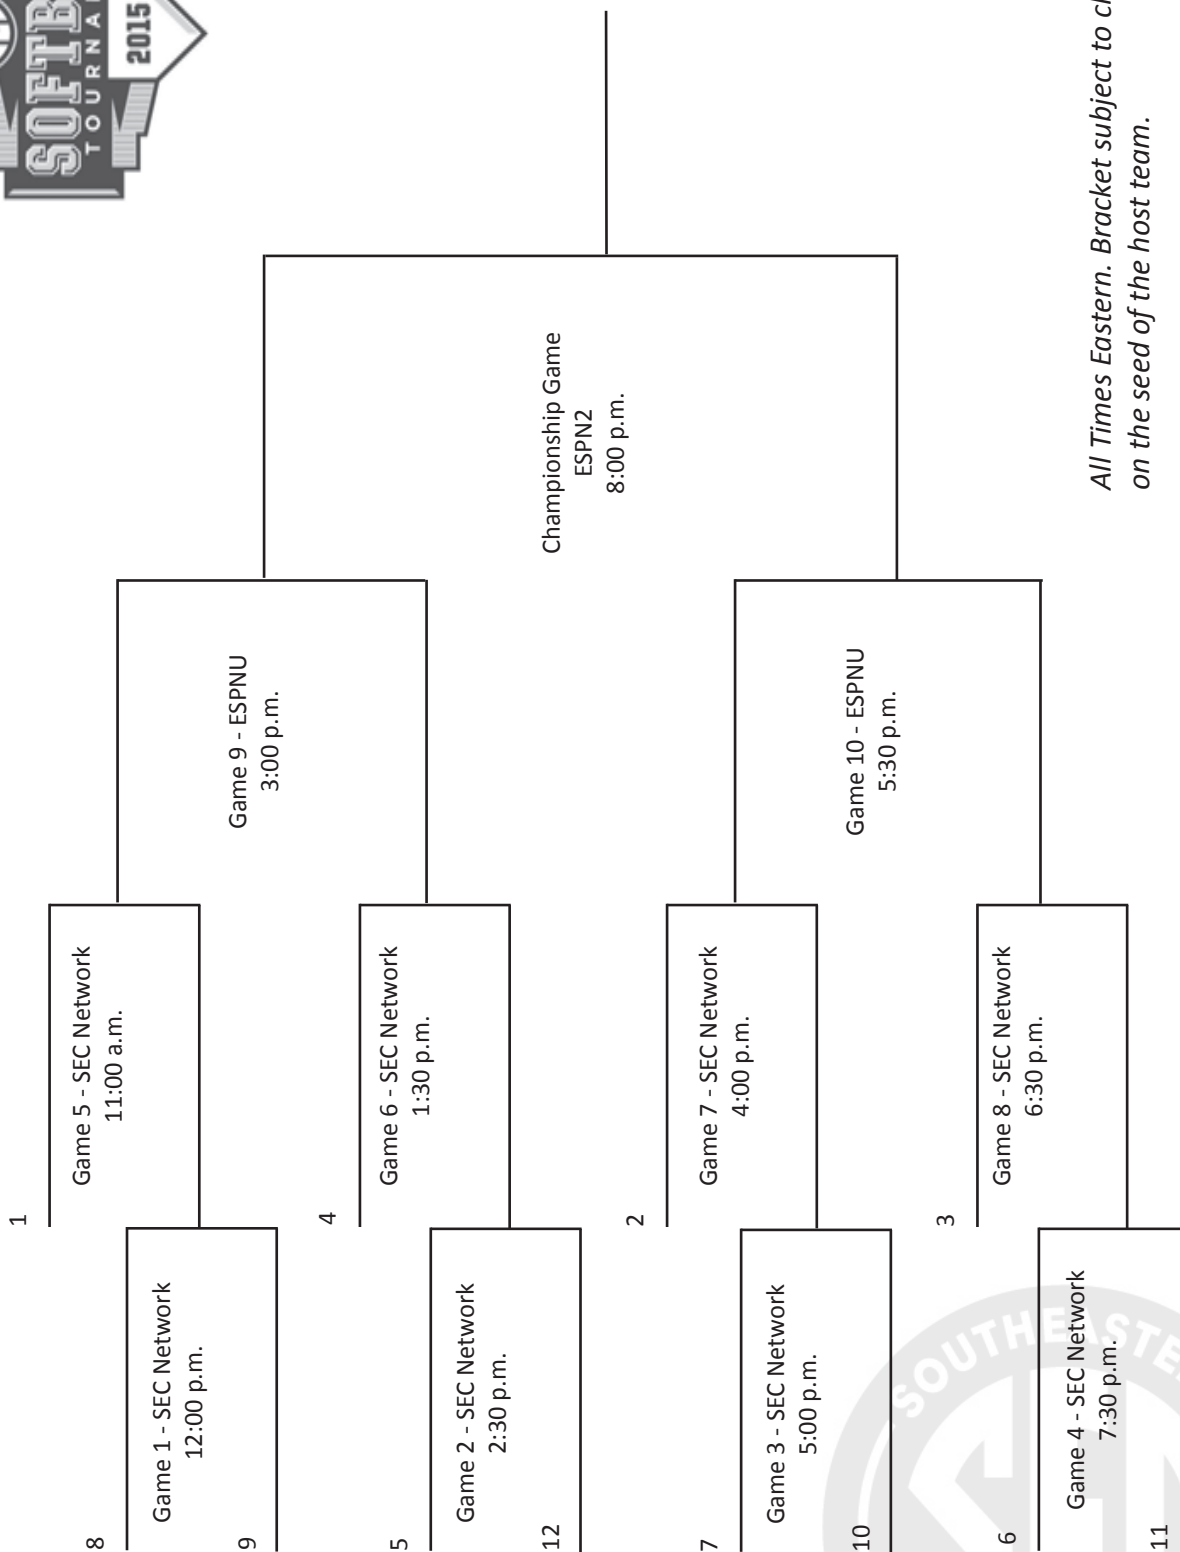 SOFTB
TOURNA
2015
1
8
Game 1 - SEC Network
12:00 p.m.
9
Game 5 - SEC Network
11:00 a.m.
4
5
Game 2 - SEC Network
2:30 p.m.
12
Game 6 - SEC Network
1:30 p.m.
Game 9 - ESPNU
3:00 p.m.
2
7
Game 3 - SEC Network
5:00 p.m.
10
Game 7 - SEC Network
4:00 p.m.
3
6
Game 4 - SEC Network
7:30 p.m.
11
Game 8 - SEC Network
6:30 p.m.
Game 10 - ESPNU
5:30 p.m.
Championship Game
ESPN2
8:00 p.m.
All Times Eastern. Bracket subject to
on the seed of the host team.
SOUTHEASTE